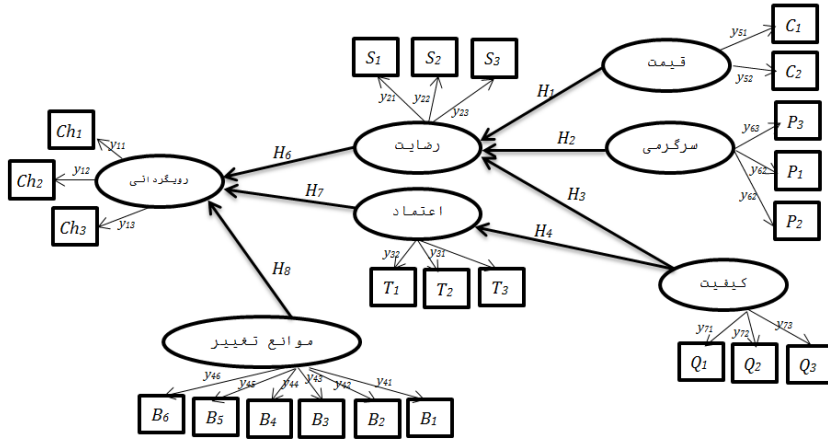 C1
y51
S1 S2 S3
قیمت
C2
y52
H1
y21 y22 y23
P3
y63
Ch1
y11
رضایت
H2
سرگرمی
H6
P1
y62
Ch2
y12
رویگردانی
H7
اعتماد
H3
y62
P2
Ch3
y13
H4
y32 y31
H8
T1 T2 T3
کیفیت
موانع تغییر
y71 y72 y73
Q1 Q2 Q3
y46 y45 y44 y43 y42 y41
B6 B5 B4 B3 B2 B1